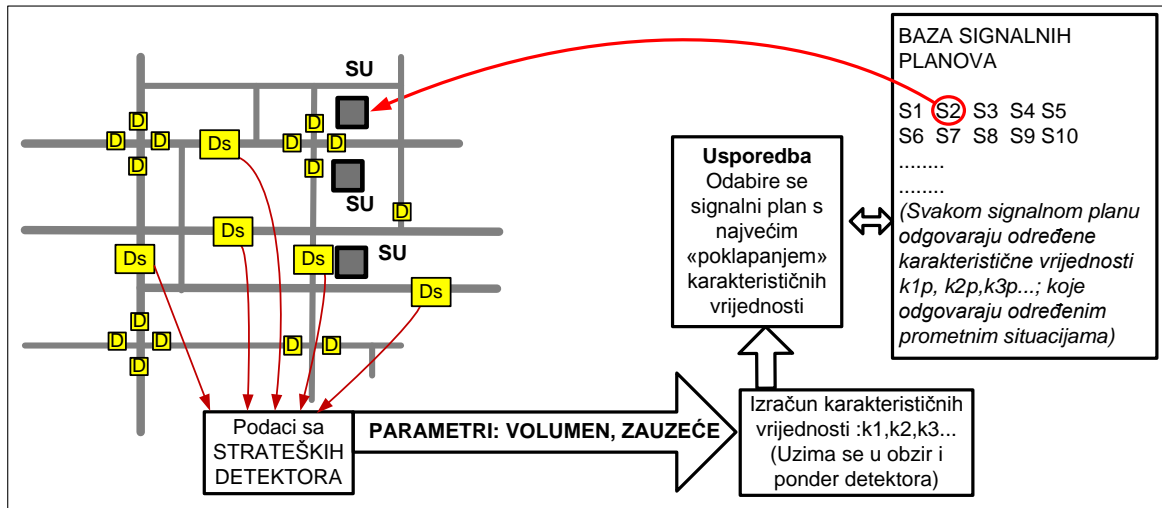 SU
D
D
D
D
Ds
D
D
D
D
SU
D
Ds
Ds
Ds
SU
Ds
D
D
D
D
D
D
Podaci sa
STRATEŠKIH
DETEKTORA
PARAMETRI: VOLUMEN, ZAUZEĆE
Izračun karakterističnih
vrijednosti :k1,k2,k3...
(Uzima se u obzir i
ponder detektora)
Usporedba
Odabire se
signalni plan s
najvećim
«poklapanjem»
karakterističnih
vrijednosti
BAZA SIGNALNIH
PLANOVA
S1 S2 S3 S4 S5
S6 S7 S8 S9 S10
........
........
(Svakom signalnom planu
odgovaraju određene
karakteristične vrijednosti
k1p, k2p,k3p...; koje
odgovaraju određenim
prometnim situacijama)